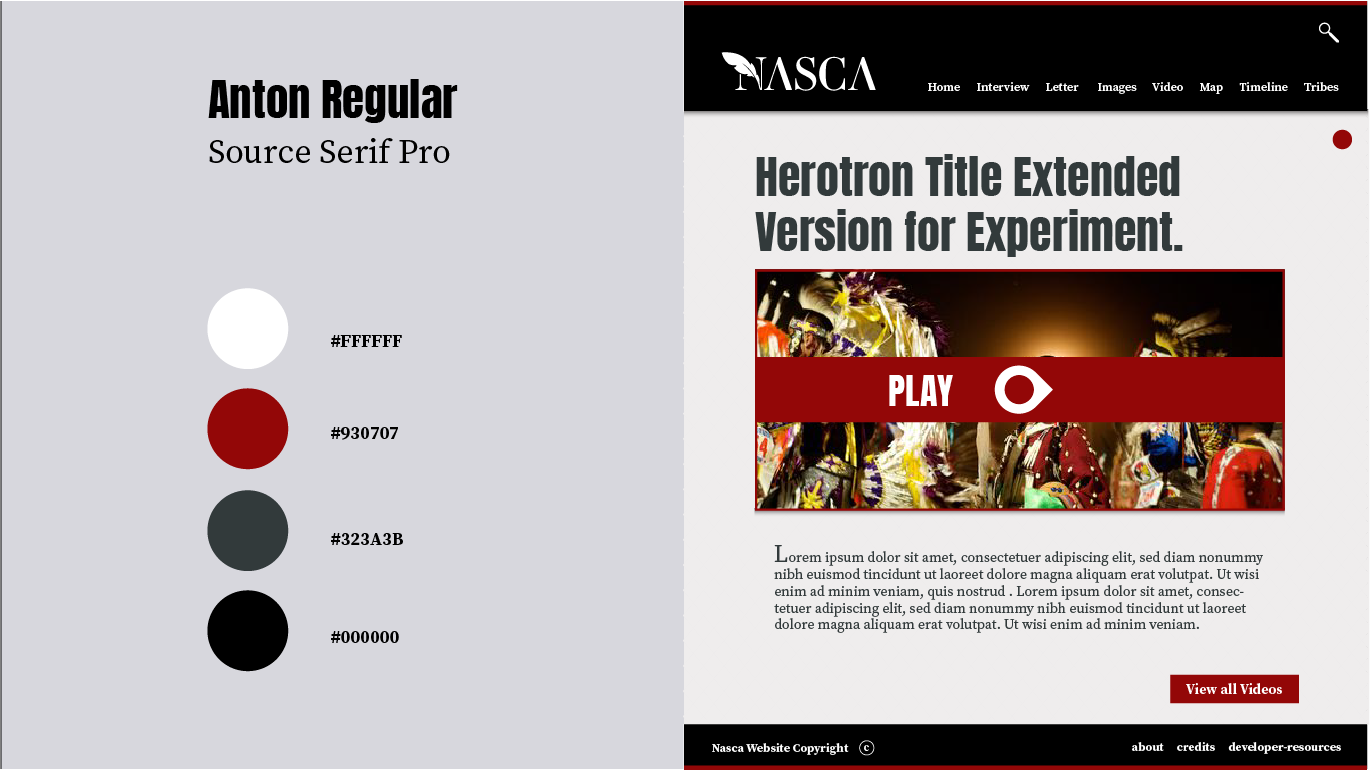 Anton Regular
Source Serif Pro
#FFFFFF
#930707
#323A3B
#000000
NASCA
Home Interview Letter Images Video Map Timeline Tribes
Herotron Title Extended
Version for Experiment.
PLAY
Lorem ipsum dolor sit amet, consectetuer adipiscing elit, sed diam nonummy
nibh euismod tincidunt ut laoreet dolore magna aliquam erat volutpat. Ut wisi
enim ad minim veniam, quis nostrud . Lorem ipsum dolor sit amet, consec-
tetuer adipiscing elit, sed diam nonummy nibh euismod tincidunt ut laoreet
dolore magna aliquam erat volutpat. Ut wisi enim ad minim veniam.
View all Videos
Nasca Website Copyright ©
about credits developer-resources